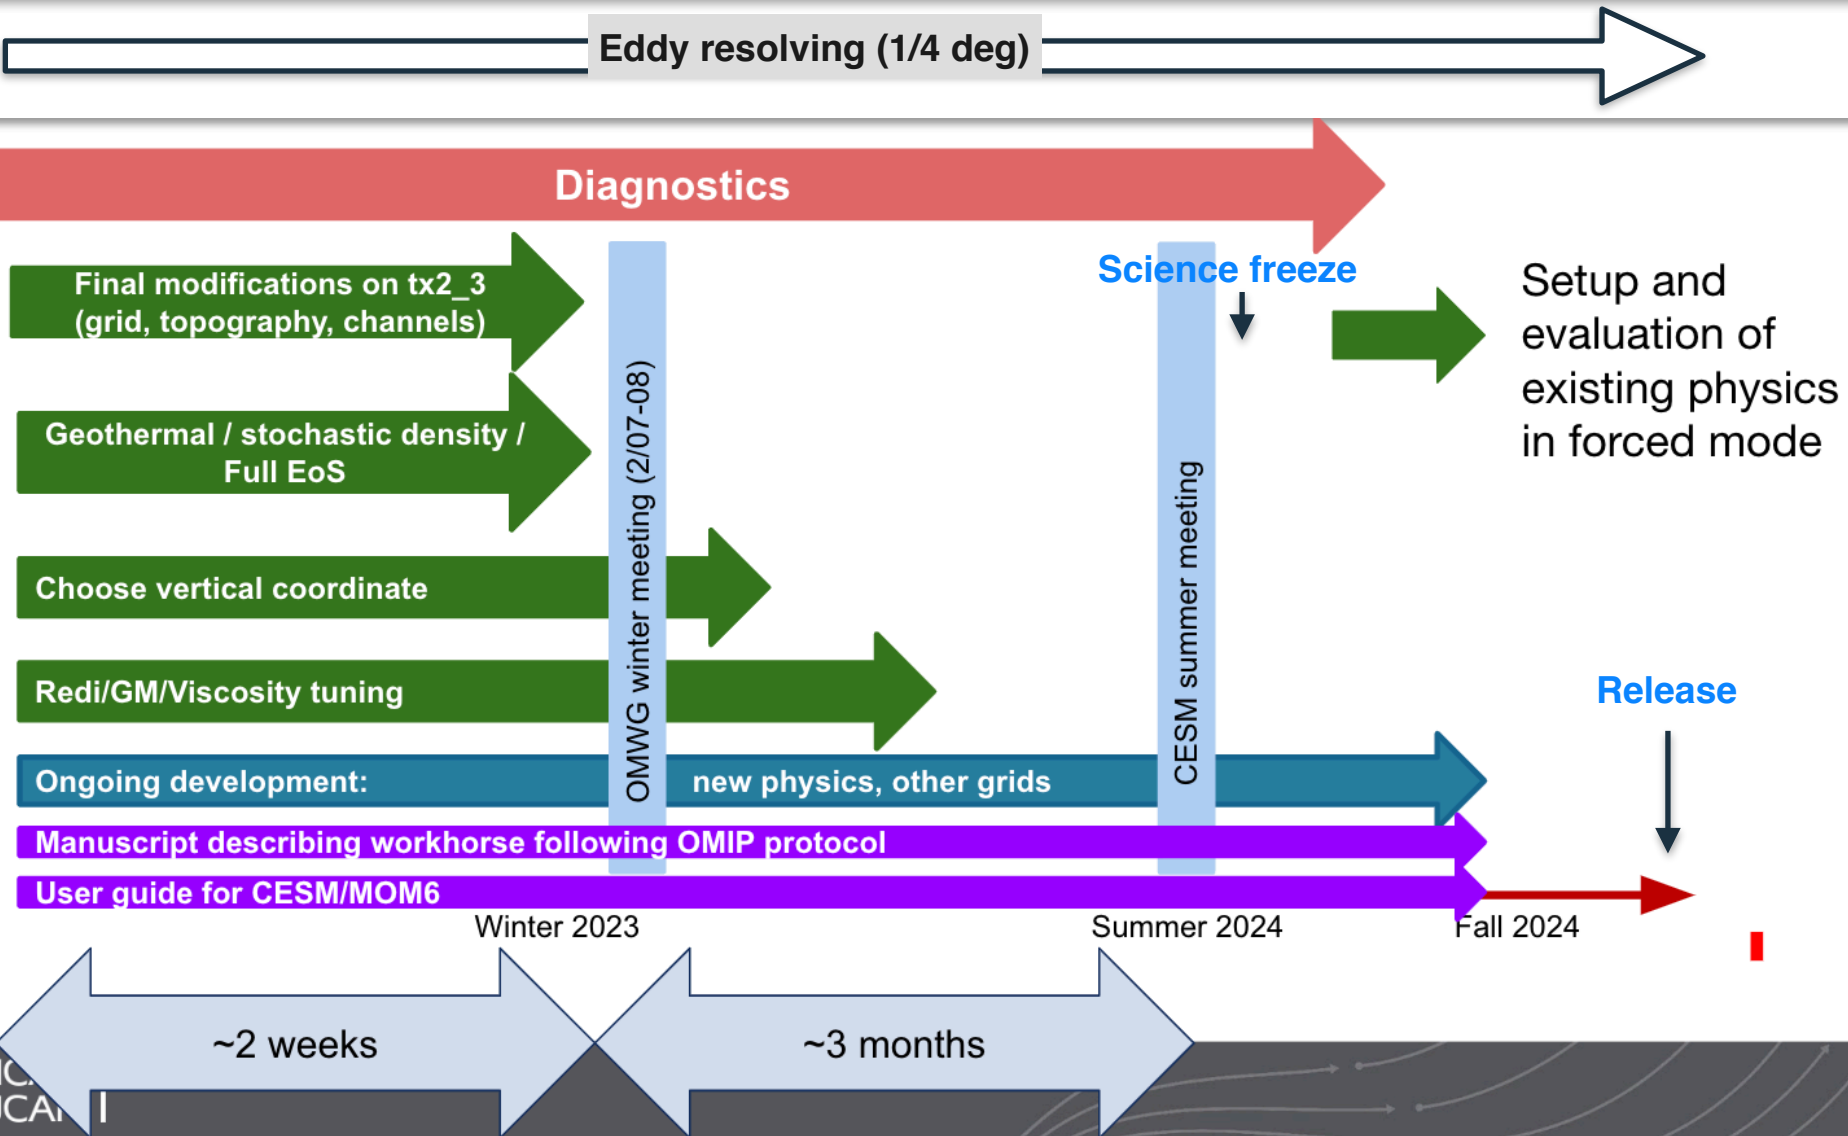 Eddy resolving (1/4 deg)
Diagnostics
Final modifications on tx2_3
(grid, topography, channels)
Science freeze
Setup and
evaluation of
existing physics
in forced mode
Geothermal / stochastic density /
Full EoS
OMWG winter meeting (2/07-08)
CESM summer meeting
Choose vertical coordinate
Redi/GM/Viscosity tuning
Release
Ongoing development: new physics, other grids
Manuscript describing workhorse following OMIP protocol
User guide for CESM/MOM6
Winter 2023
Summer 2024
Fall 2024
~2 weeks
~3 months